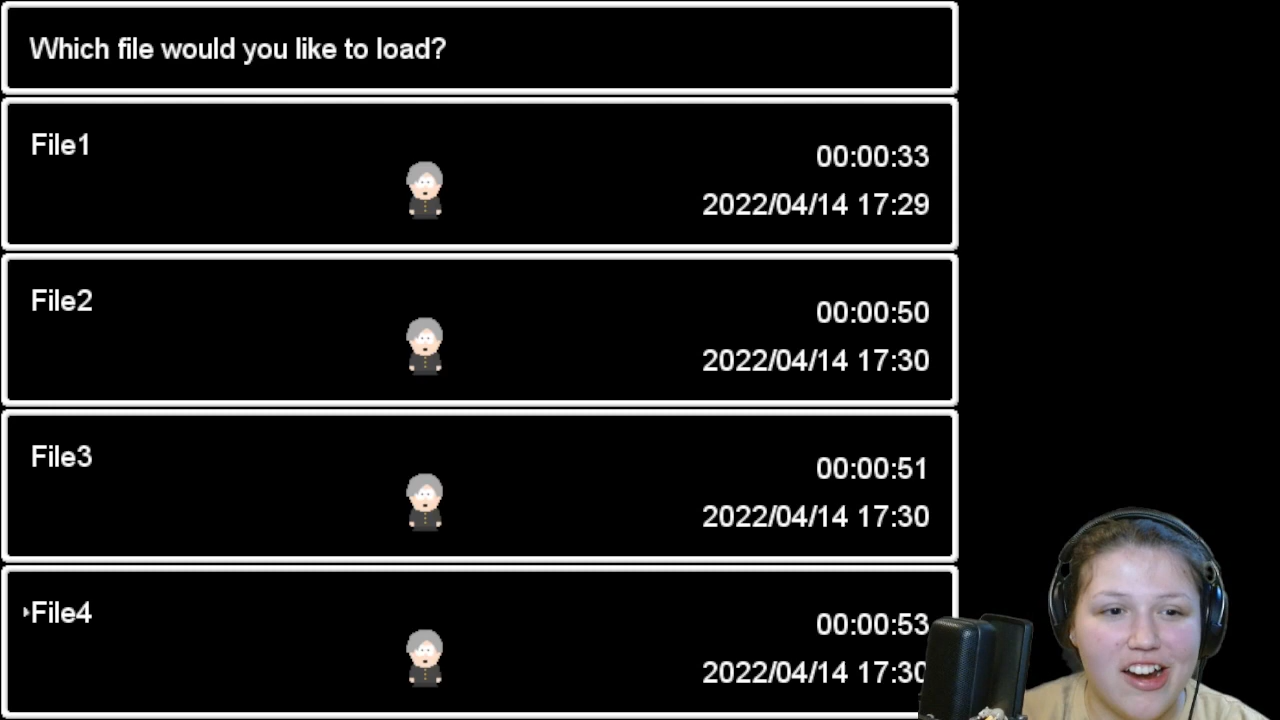 Which file would you like to load?
File1
00:00:33
2022/04/14 17:29
File2
00:00:50
2022/04/14 17:30
File3
00:00:51
2022/04/14 17:30
File4
00:00:53
2022/04/14 17:30